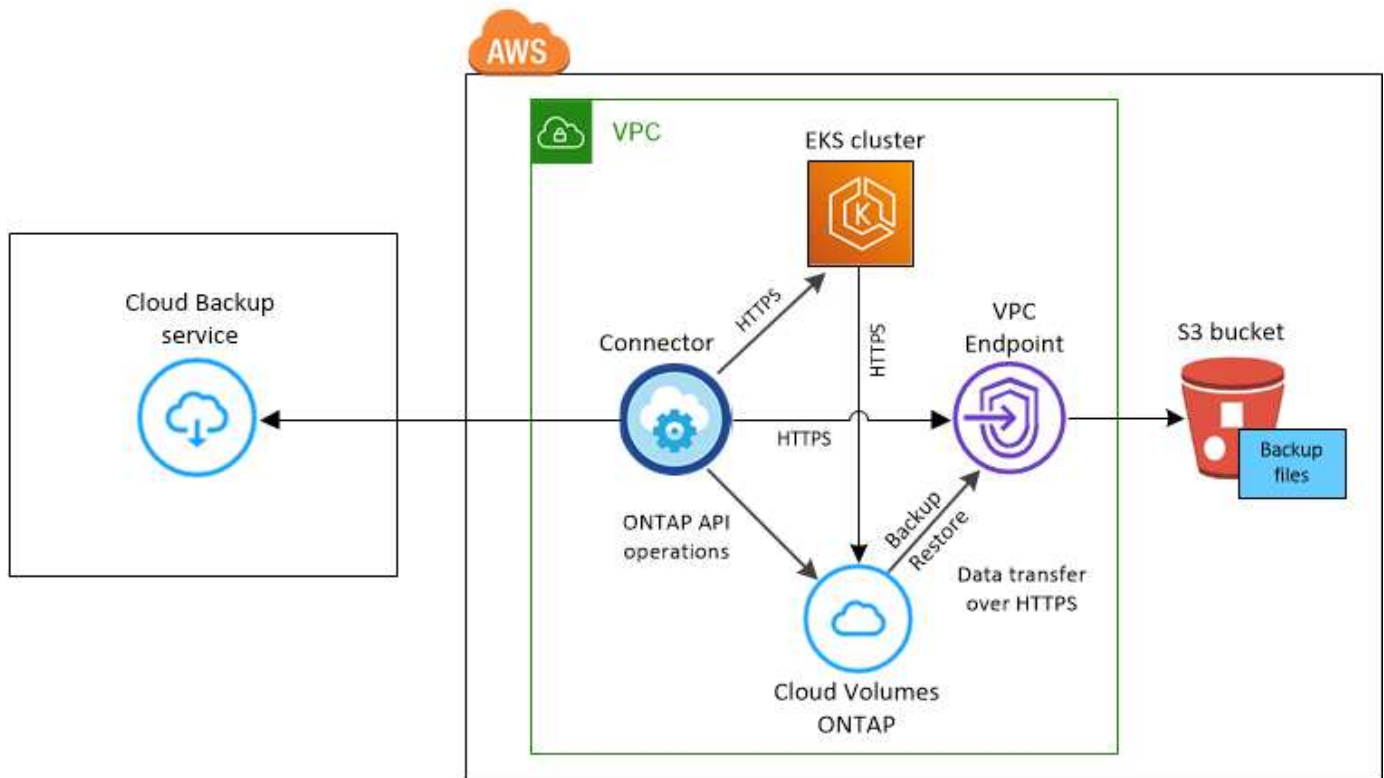 AWS
VPC
EKS cluster
Cloud Backup
service
HTTPS
Connector
HTTPS
VPC
Endpoint
S3 bucket
HTTPS
Backup
files
ONTAP API
operations
Backup
Restore
Data transfer
over HTTPS
Cloud Volumes
ONTAP
K